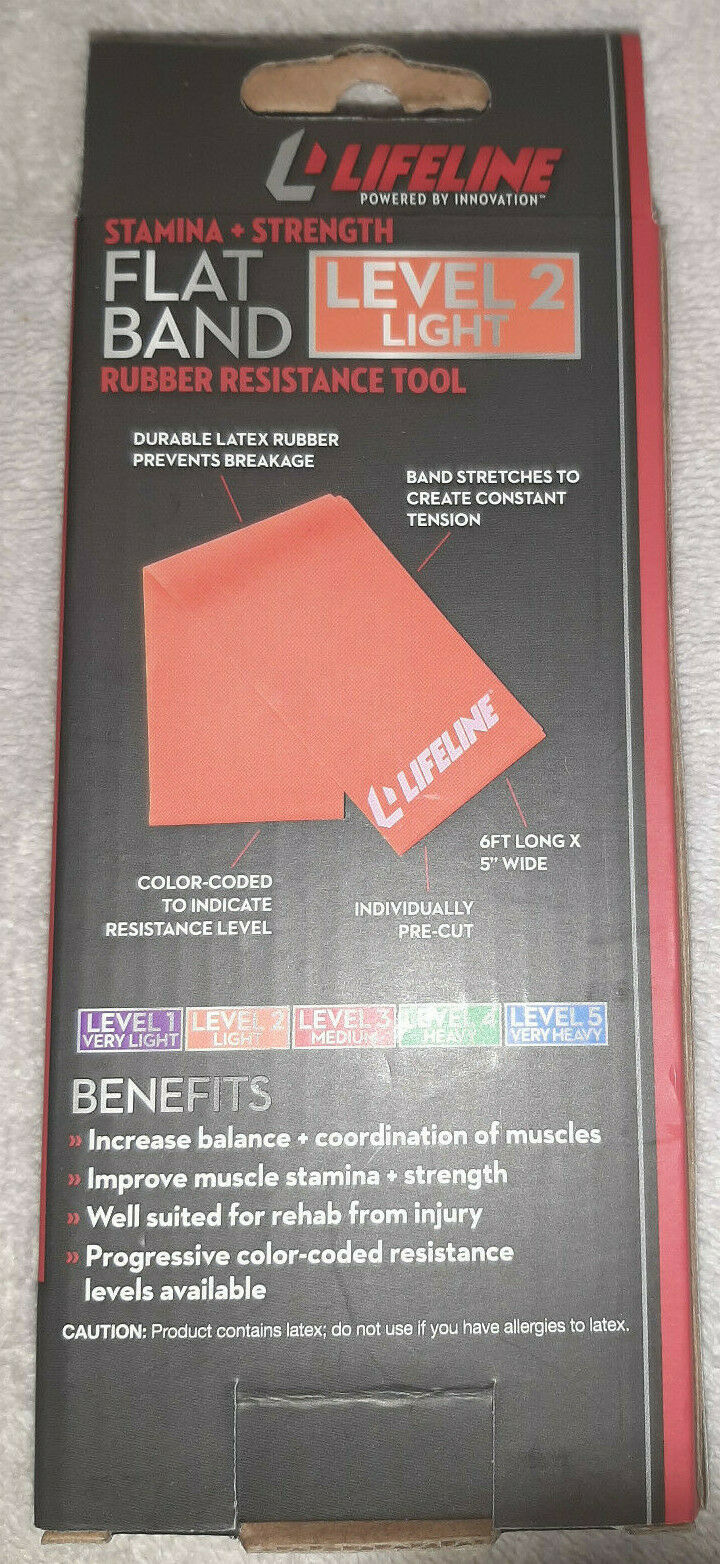 LIFELINE
POWERED BY INNOVATION™
STAMINA + STRENGTH
FLAT
BAND
LEVEL 2
LIGHT
RUBBER RESISTANCE TOOL
DURABLE LATEX RUBBER
PREVENTS BREAKAGE
BAND STRETCHES TO
CREATE CONSTANT
TENSION
LIFELINE
6FT LONG X
5” WIDE
COLOR-CODED
TO INDICATE
RESISTANCE LEVEL
INDIVIDUALLY
PRE-CUT
LEVEL 1
VERY LIGHT
LEVEL 2
LIGHT
LEVEL 3
MEDIUM
LEVEL 4
HEAVY
LEVEL 5
VERY HEAVY
BENEFITS
» Increase balance + coordination of muscles
» Improve muscle stamina + strength
» Well suited for rehab from injury
» Progressive color-coded resistance
levels available
CAUTION: Product contains latex; do not use if you have allergies to latex.